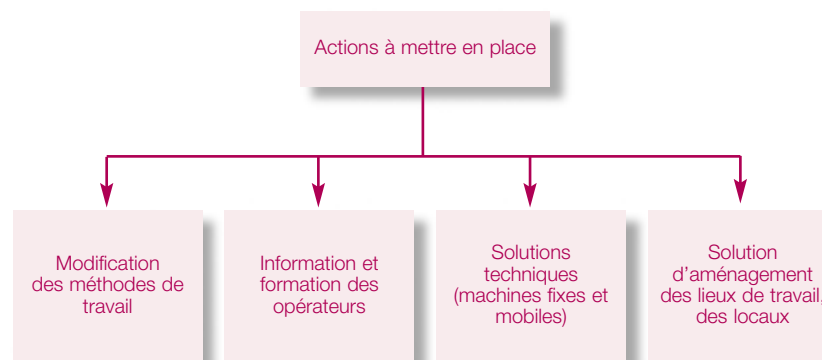 Actions à mettre en place
Modification
des méthodes de
travail
Information et
formation des
opérateurs
Solutions
techniques
(machines fixes et
mobiles)
Solution
d’aménagement
des lieux de travail,
des locaux